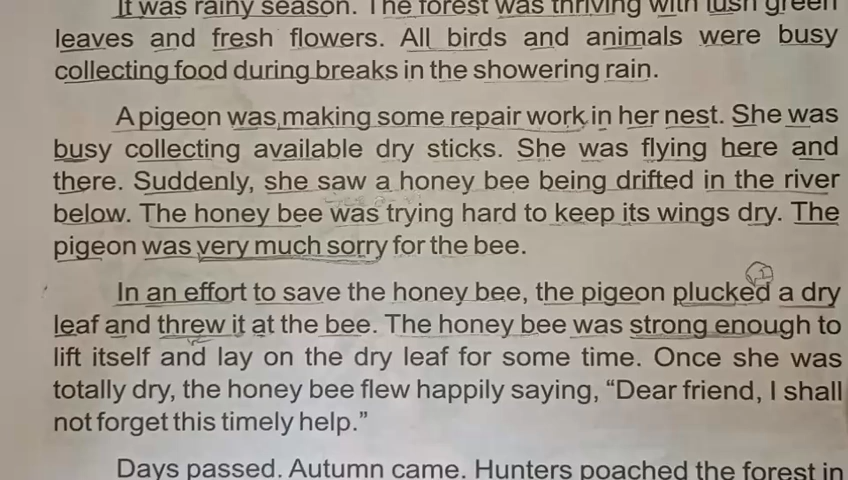 It was rainy season. The forest was thriving with lush green
leaves and fresh flowers. All birds and animals were busy
collecting food during breaks in the showering rain.
A pigeon was making some repair work in her nest. She was
busy collecting available dry sticks. She was flying here and
there. Suddenly, she saw a honey bee being drifted in the river
below. The honey bee was trying hard to keep its wings dry. The
pigeon was very much sorry for the bee.
In an effort to save the honey bee, the pigeon plucked a dry
leaf and threw it at the bee. The honey bee was strong enough to
lift itself and lay on the dry leaf for some time. Once she was
totally dry, the honey bee flew happily saying, “Dear friend, I shall
not forget this timely help.”
Days passed. Autumn came. Hunters poached the forest in